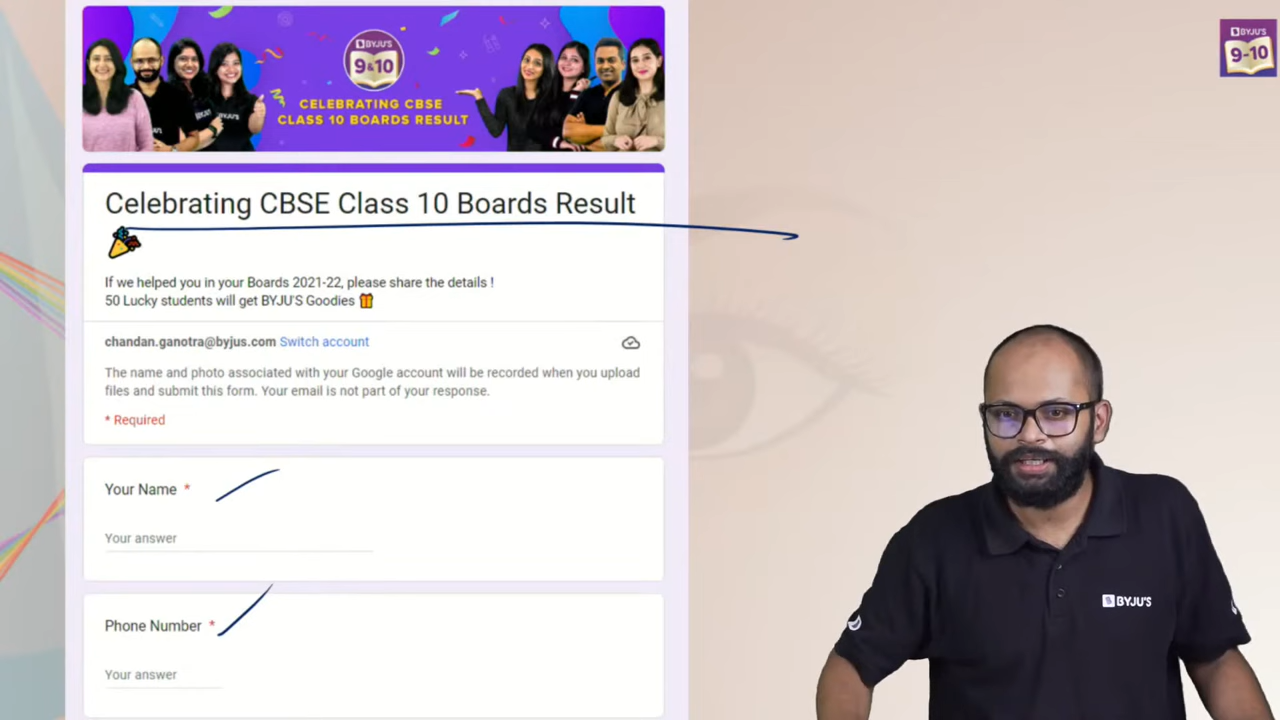 BYJU'S
9&10
CELEBRATING CBSE
CLASS 10 BOARDS RESULT
BYJU'S
9-10
Celebrating CBSE Class 10 Boards Result
If we helped you in your Boards 2021-22, please share the details !
50 Lucky students will get BYJU'S Goodies
chandan.ganotra@byjus.com Switch account
The name and photo associated with your Google account will be recorded when you upload
files and submit this form. Your email is not part of your response.
* Required
Your Name *
Your answer
Phone Number *
Your answer
BYJU'S